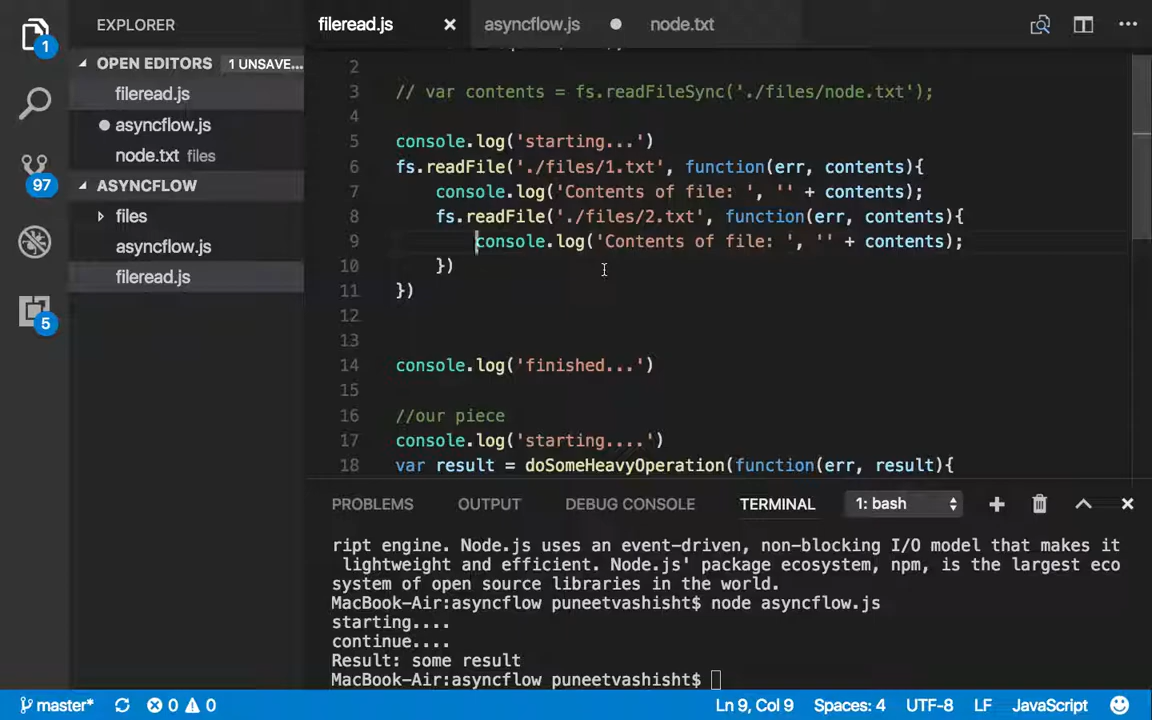 EXPLORER
fileread.js
asyncflow.js
node.txt
1
OPEN EDITORS 1 UNSAVE...
fileread.js
asyncflow.js
node.txt files
97
ASYNCFLOW
files
asyncflow.js
fileread.js
5
2
3 // var contents = fs.readFileSync('./files/node.txt');
4
5 console.log('starting...')
6 fs.readFile('./files/1.txt', function(err, contents){
7 console.log('Contents of file: ', '' + contents);
8 fs.readFile('./files/2.txt', function(err, contents){
9 console.log('Contents of file: ', '' + contents);
10 })
11 })
12
13
14 console.log('finished...')
15
16 //our piece
17 console.log('starting....')
18 var result = doSomeHeavyOperation(function(err, result){
PROBLEMS OUTPUT DEBUG CONSOLE TERMINAL 1: bash
ript engine. Node.js uses an event-driven, non-blocking I/O model that makes it
lightweight and efficient. Node.js' package ecosystem, npm, is the largest eco
system of open source libraries in the world.
MacBook-Air:asyncflow puneetvashisht$ node asyncflow.js
starting....
continue....
Result: some result
MacBook-Air:asyncflow puneetvashisht$
master* 0 0 Ln 9, Col 9 Spaces: 4 UTF-8 LF JavaScript